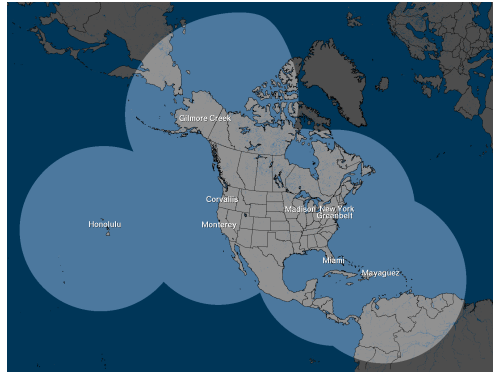 Gilmore Creek
Corvallis
Madison New York
Greenbelt
Honolulu
Monterey
Miami
Mayaguez